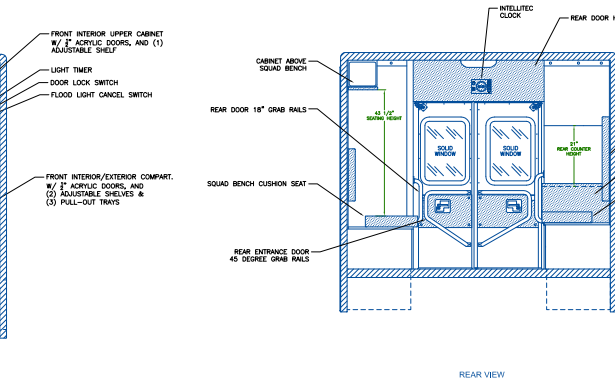 FRONT INTERIOR UPPER CABINET
W/ ½" ACRYLIC DOORS, AND (1)
ADJUSTABLE SHELF
LIGHT TIMER
DOOR LOCK SWITCH
FLOOD LIGHT CANCEL SWITCH
FRONT INTERIOR/EXTERIOR COMPART.
W/ ½" ACRYLIC DOORS, AND
(2) ADJUSTABLE SHELVES &
(3) PULL-OUT TRAYS
INTELLITEC
CLOCK
REAR DOOR H
CABINET ABOVE
SQUAD BENCH
43 1/2"
SEATING HEIGHT
REAR DOOR 18" GRAB RAILS
SOLID
WINDOW
SOLID
WINDOW
21"
REAR COUNTER
HEIGHT
SQUAD BENCH CUSHION SEAT
REAR ENTRANCE DOOR
45 DEGREE GRAB RAILS
REAR VIEW